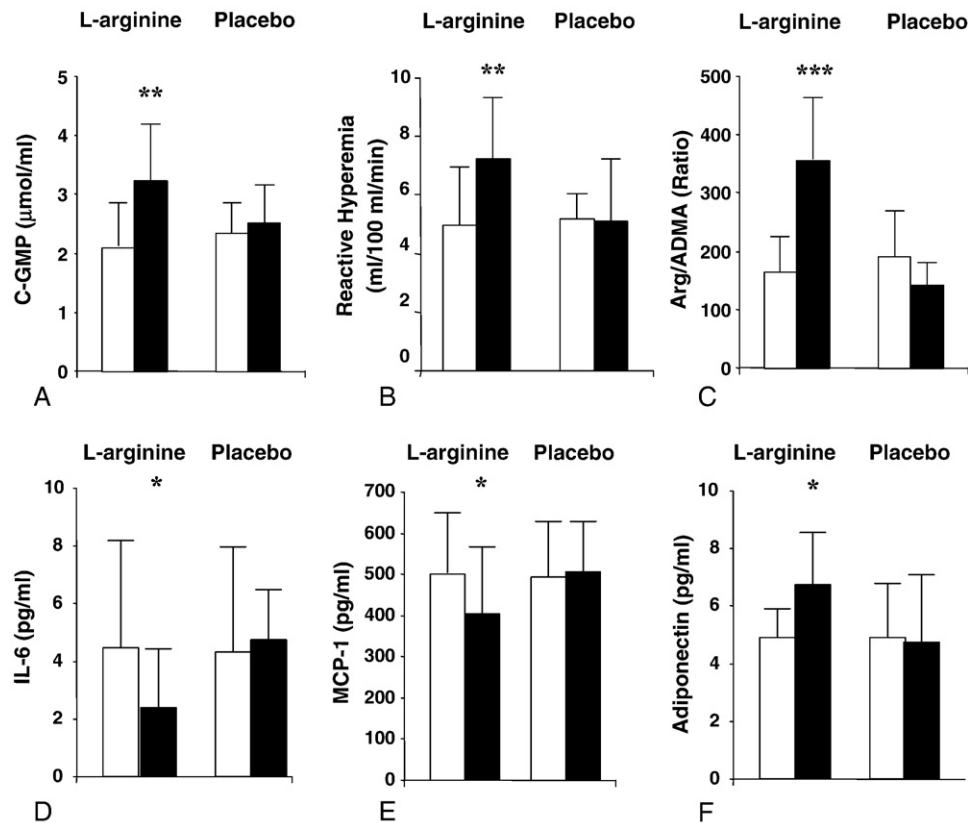 L-arginine Placebo
**
C-GMP (μmol/ml)
5
4
3
2
1
0
A
L-arginine Placebo
**
Reactive Hyperemia
(ml/100 ml/min)
10
8
6
4
2
0
B
L-arginine Placebo
***
Arg/ADMA (Ratio)
500
400
300
200
100
0
C
L-arginine Placebo
*
IL-6 (pg/ml)
10
8
6
4
2
0
D
L-arginine Placebo
*
MCP-1 (pg/ml)
700
600
500
400
300
200
100
0
E
L-arginine Placebo
*
Adiponectin (pg/ml)
10
8
6
4
2
0
F